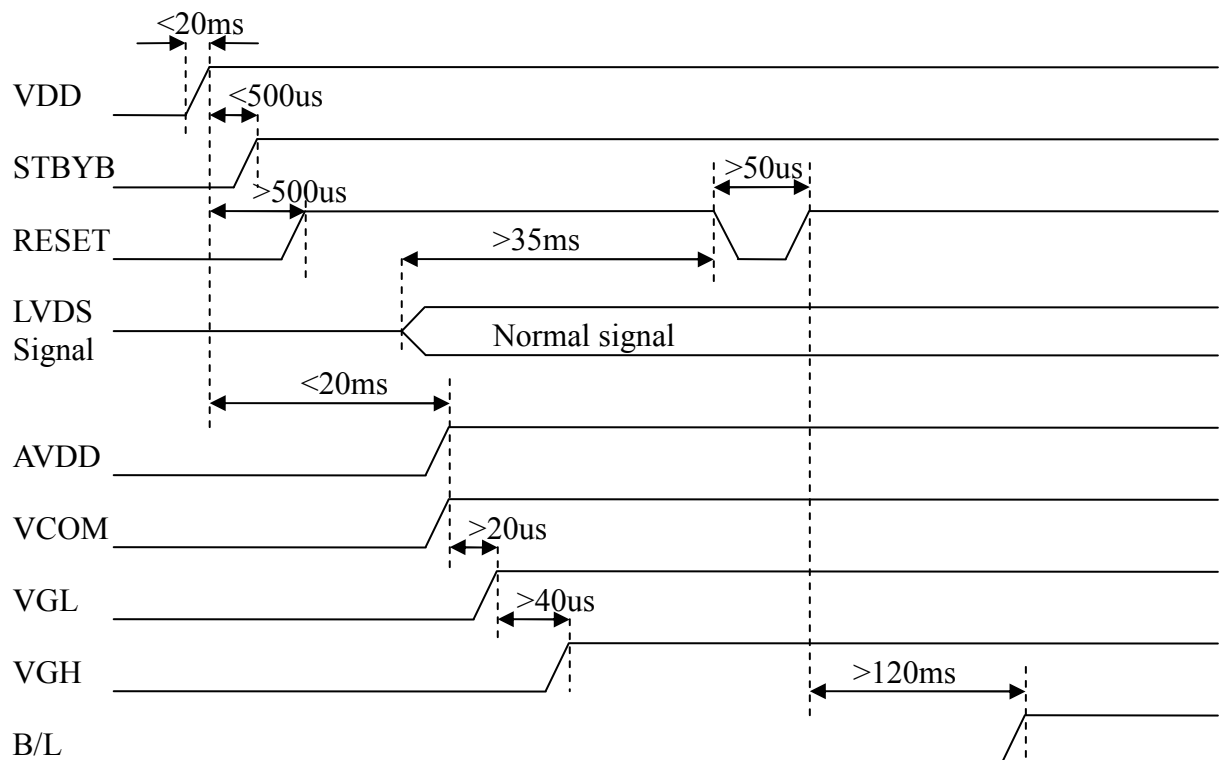 <20ms
VDD
<500us
STBYB
>500us
>50us
RESET
>35ms
LVDS
Signal
Normal signal
<20ms
AVDD
VCOM
>20us
VGL
>40us
VGH
>120ms
B/L